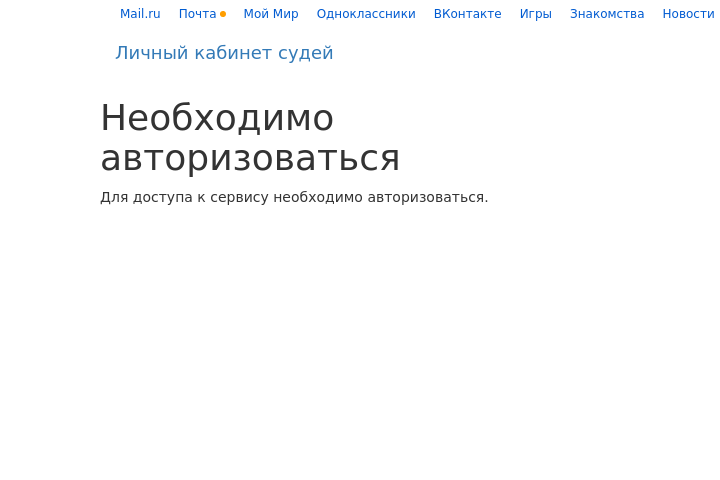 Mail.ru Почта Мой Мир Одноклассники ВКонтакте Игры Знакомства Новости
Личный кабинет судей
Необходимо
авторизоваться
Для доступа к сервису необходимо авторизоваться.